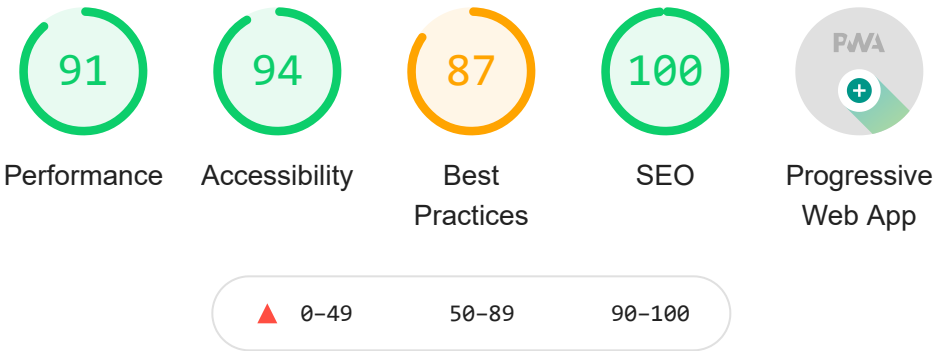 91 94 87 100 PWA
Performance Accessibility Best SEO Progressive
Practices Web App
0–49 50–89 90–100